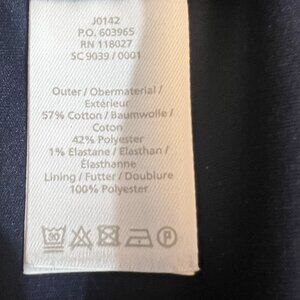 J0142
P.O. 603965
RN 118027
SC 9039 / 0001
Outer / Obermaterial /
Extérieur
57% Cotton / Baumwolle /
Coton
42% Polyester
1% Elastane / Elasthan /
Élasthanne
Lining / Futter / Doublure
100% Polyester